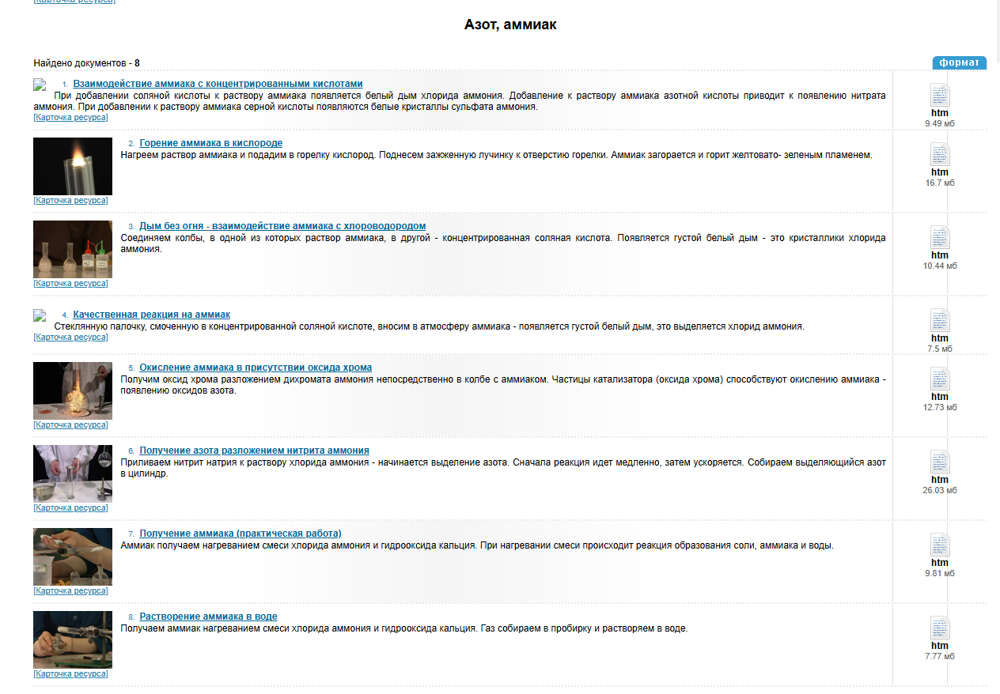 [Карточка ресурса]
Азот, аммиак
Найдено документов - 8
формат
1. Взаимодействие аммиака с концентрированными кислотами
При добавлении соляной кислоты к раствору аммиака появляется белый дым хлорида аммония. Добавление к раствору аммиака азотной кислоты приводит к появлению нитрата
аммония. При добавлении к раствору аммиака серной кислоты появляются белые кристаллы сульфата аммония.
[Карточка ресурса]
htm
9.49 мб
2. Горение аммиака в кислороде
Нагреем раствор аммиака и подадим в горелку кислород. Поднесем зажженную лучинку к отверстию горелки. Аммиак загорается и горит желтовато- зеленым пламенем.
[Карточка ресурса]
htm
16.7 мб
3. Дым без огня - взаимодействие аммиака с хлороводородом
Соединяем колбы, в одной из которых раствор аммиака, в другой - концентрированная соляная кислота. Появляется густой белый дым - это кристаллики хлорида
аммония.
[Карточка ресурса]
htm
10.44 мб
4. Качественная реакция на аммиак
Стеклянную палочку, смоченную в концентрированной соляной кислоте, вносим в атмосферу аммиака - появляется густой белый дым, это выделяется хлорид аммония.
[Карточка ресурса]
htm
7.5 мб
5. Окисление аммиака в присутствии оксида хрома
Получим оксид хрома разложением дихромата аммония непосредственно в колбе с аммиаком. Частицы катализатора (оксида хрома) способствуют окислению аммиака -
появлению оксидов азота.
[Карточка ресурса]
htm
12.73 мб
6. Получение азота разложением нитрита аммония
Приливаем нитрит натрия к раствору хлорида аммония - начинается выделение азота. Сначала реакция идет медленно, затем ускоряется. Собираем выделяющийся азот
в цилиндр.
[Карточка ресурса]
htm
26.03 мб
7. Получение аммиака (практическая работа)
Аммиак получаем нагреванием смеси хлорида аммония и гидрооксида кальция. При нагревании смеси происходит реакция образования соли, аммиака и воды.
[Карточка ресурса]
htm
9.81 мб
8. Растворение аммиака в воде
Получаем аммиак нагреванием смеси хлорида аммония и гидрооксида кальция. Газ собираем в пробирку и растворяем в воде.
[Карточка ресурса]
htm
7.77 мб